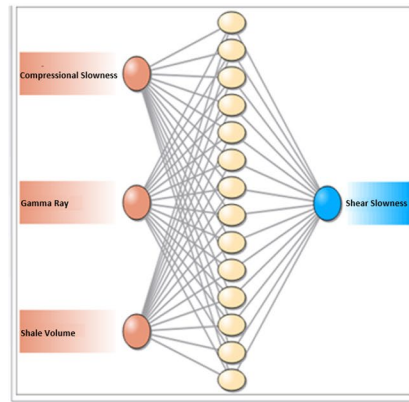 Compressional Slowness
Gamma Ray
Shear Slowness
Shale Volume